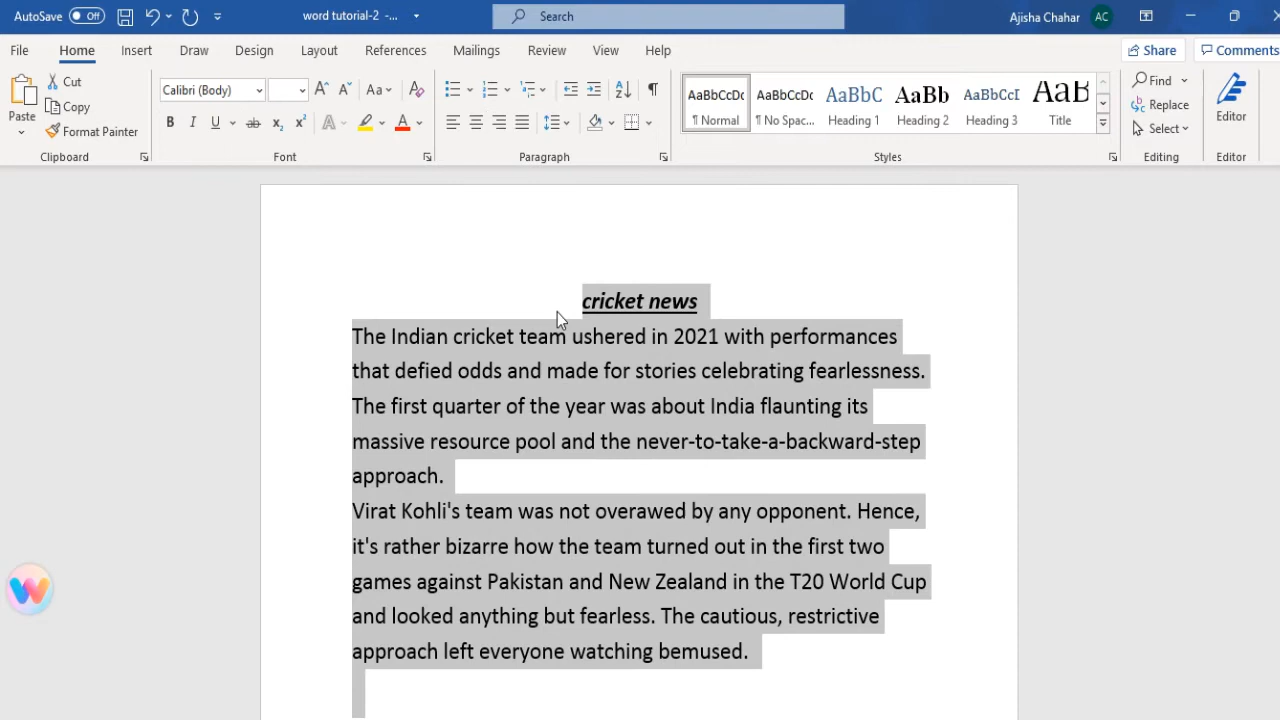 AutoSave Off word tutorial-2 -... Search Ajisha Chahar AC
File Home Insert Draw Design Layout References Mailings Review View Help Share Comments
Paste Cut Copy Format Painter
Calibri (Body) Aa A
B I U ab x₂ x² A A
AaBbCcDc AaBbCcDc AaBbC AaBb AaBbCcI AaB
¶ Normal ¶ No Spac... Heading 1 Heading 2 Heading 3 Title
Find Replace Select Editor
Clipboard Font Paragraph Styles Editing Editor
cricket news
The Indian cricket team ushered in 2021 with performances
that defied odds and made for stories celebrating fearlessness.
The first quarter of the year was about India flaunting its
massive resource pool and the never-to-take-a-backward-step
approach.
Virat Kohli's team was not overawed by any opponent. Hence,
it's rather bizarre how the team turned out in the first two
games against Pakistan and New Zealand in the T20 World Cup
and looked anything but fearless. The cautious, restrictive
approach left everyone watching bemused.